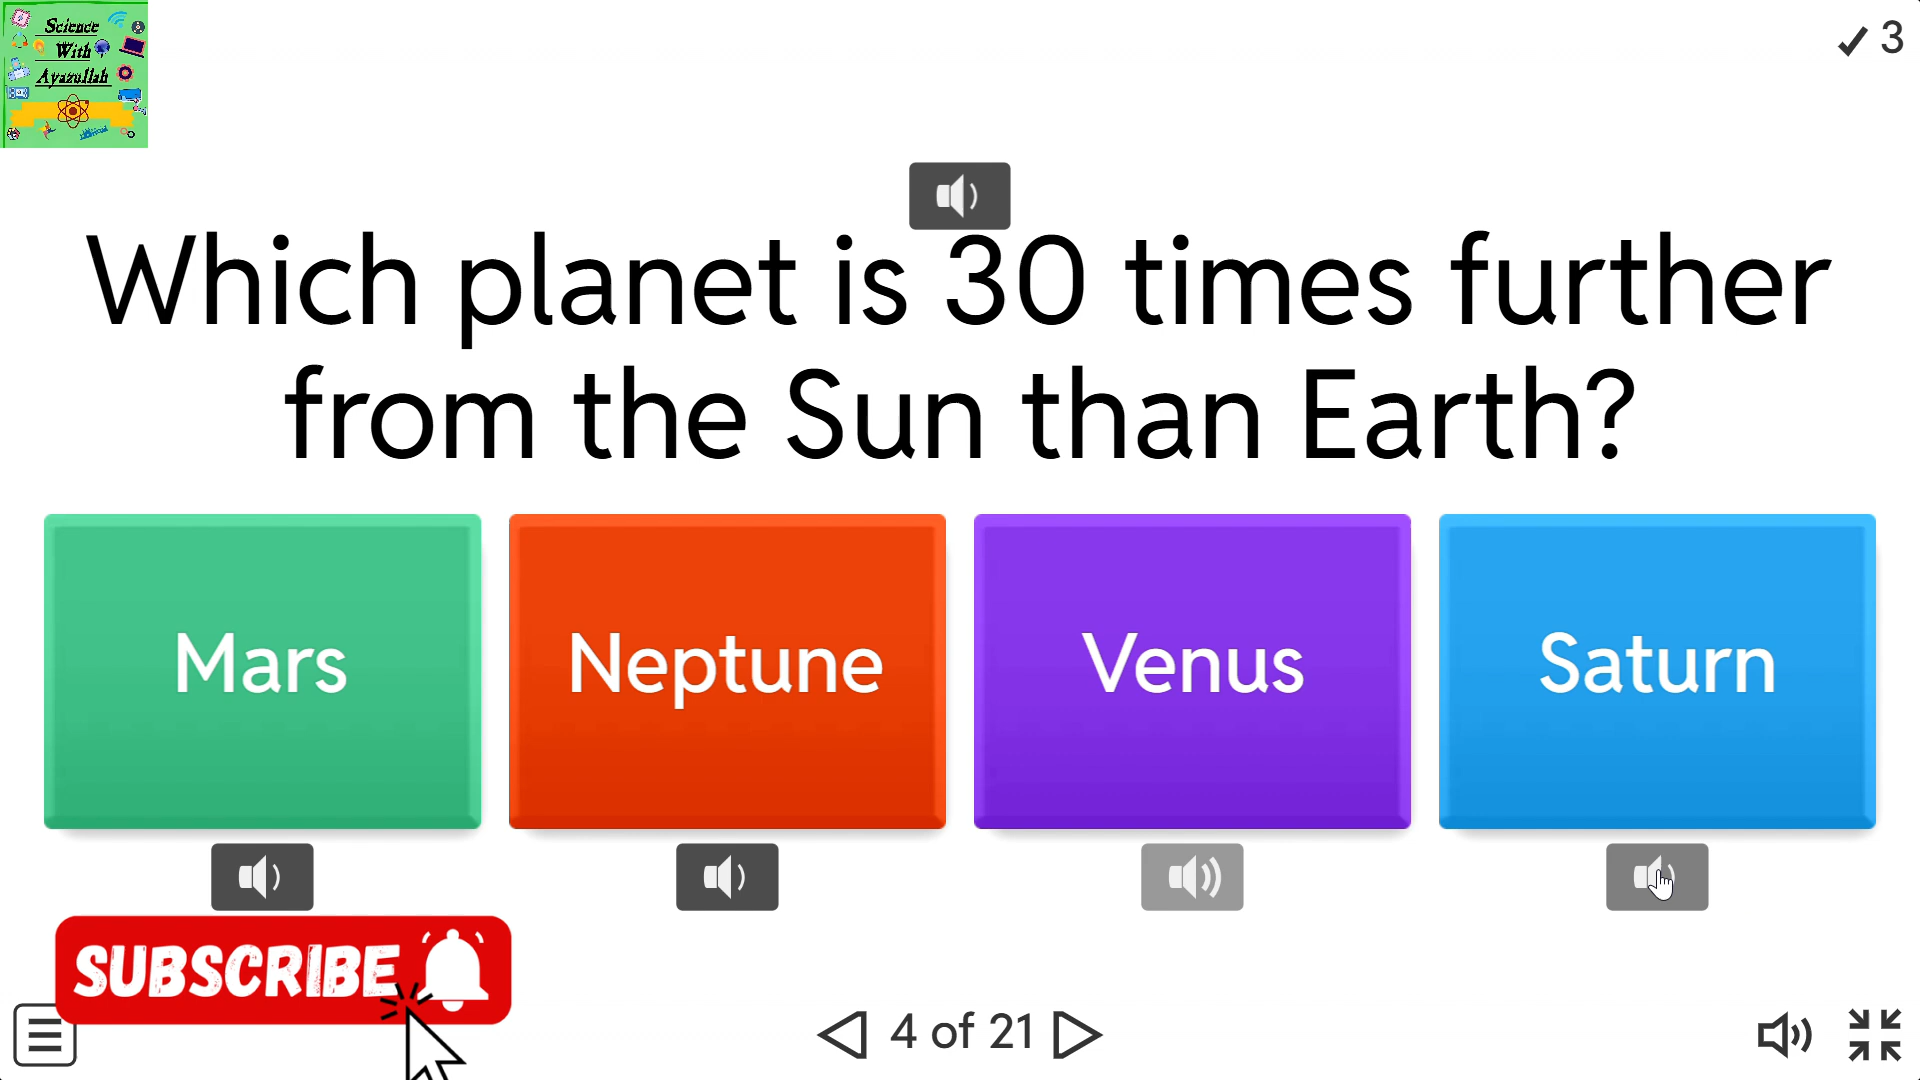 Science
With
Ayazullah
3
Which planet is 30 times further
from the Sun than Earth?
Mars
Neptune
Venus
Saturn
SUBSCRIBE
4 of 21